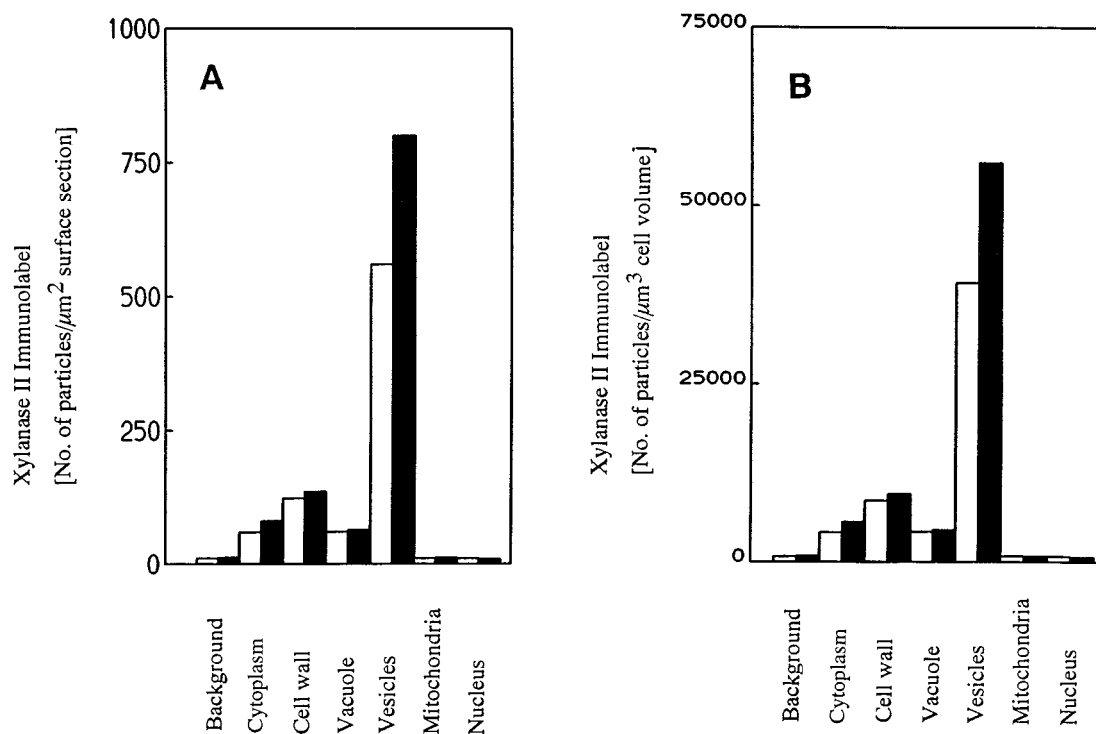 A
Xylanase II Immunolabel
[No. of particles/μm² surface section]
1000
750
500
250
0
Background
Cytoplasm
Cell wall
Vacuole
Vesicles
Mitochondria
Nucleus
B
Xylanase II Immunolabel
[No. of particles/μm³ cell volume]
75000
50000
25000
0
Background
Cytoplasm
Cell wall
Vacuole
Vesicles
Mitochondria
Nucleus